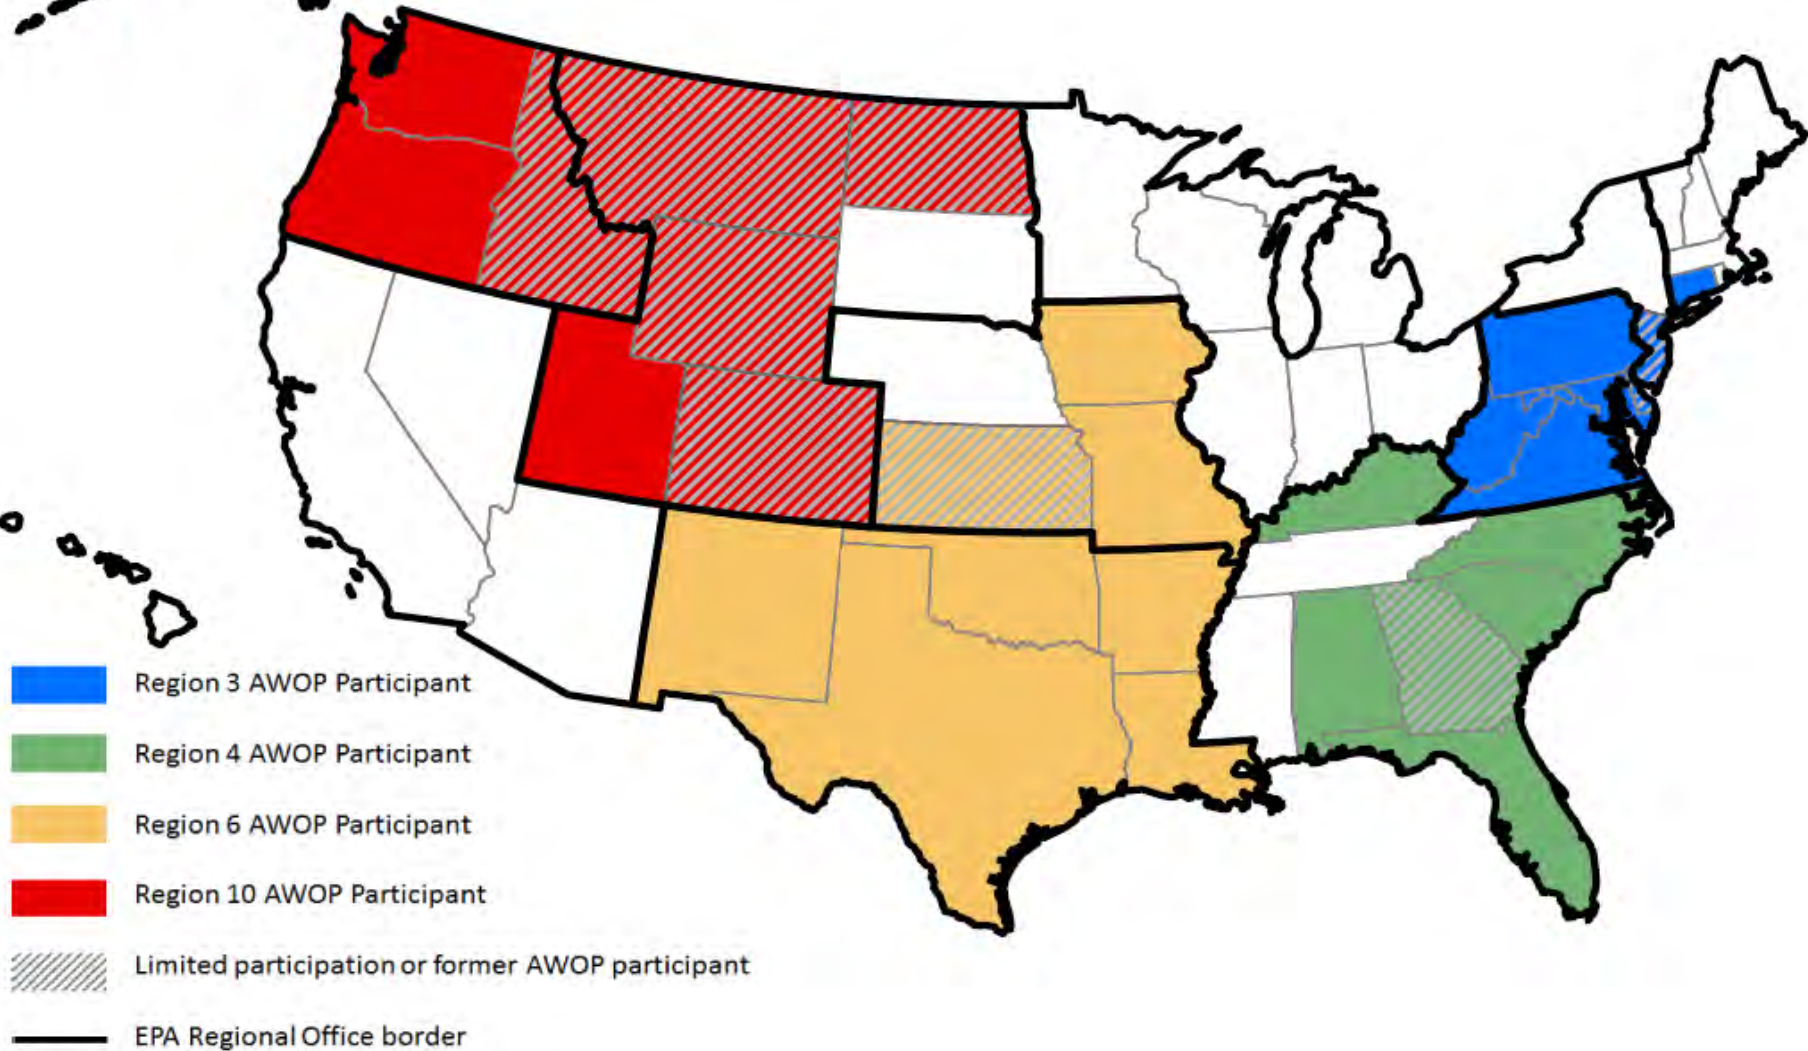 Region 3 AWOP Participant
Region 4 AWOP Participant
Region 6 AWOP Participant
Region 10 AWOP Participant
Limited participation or former AWOP participant
EPA Regional Office border